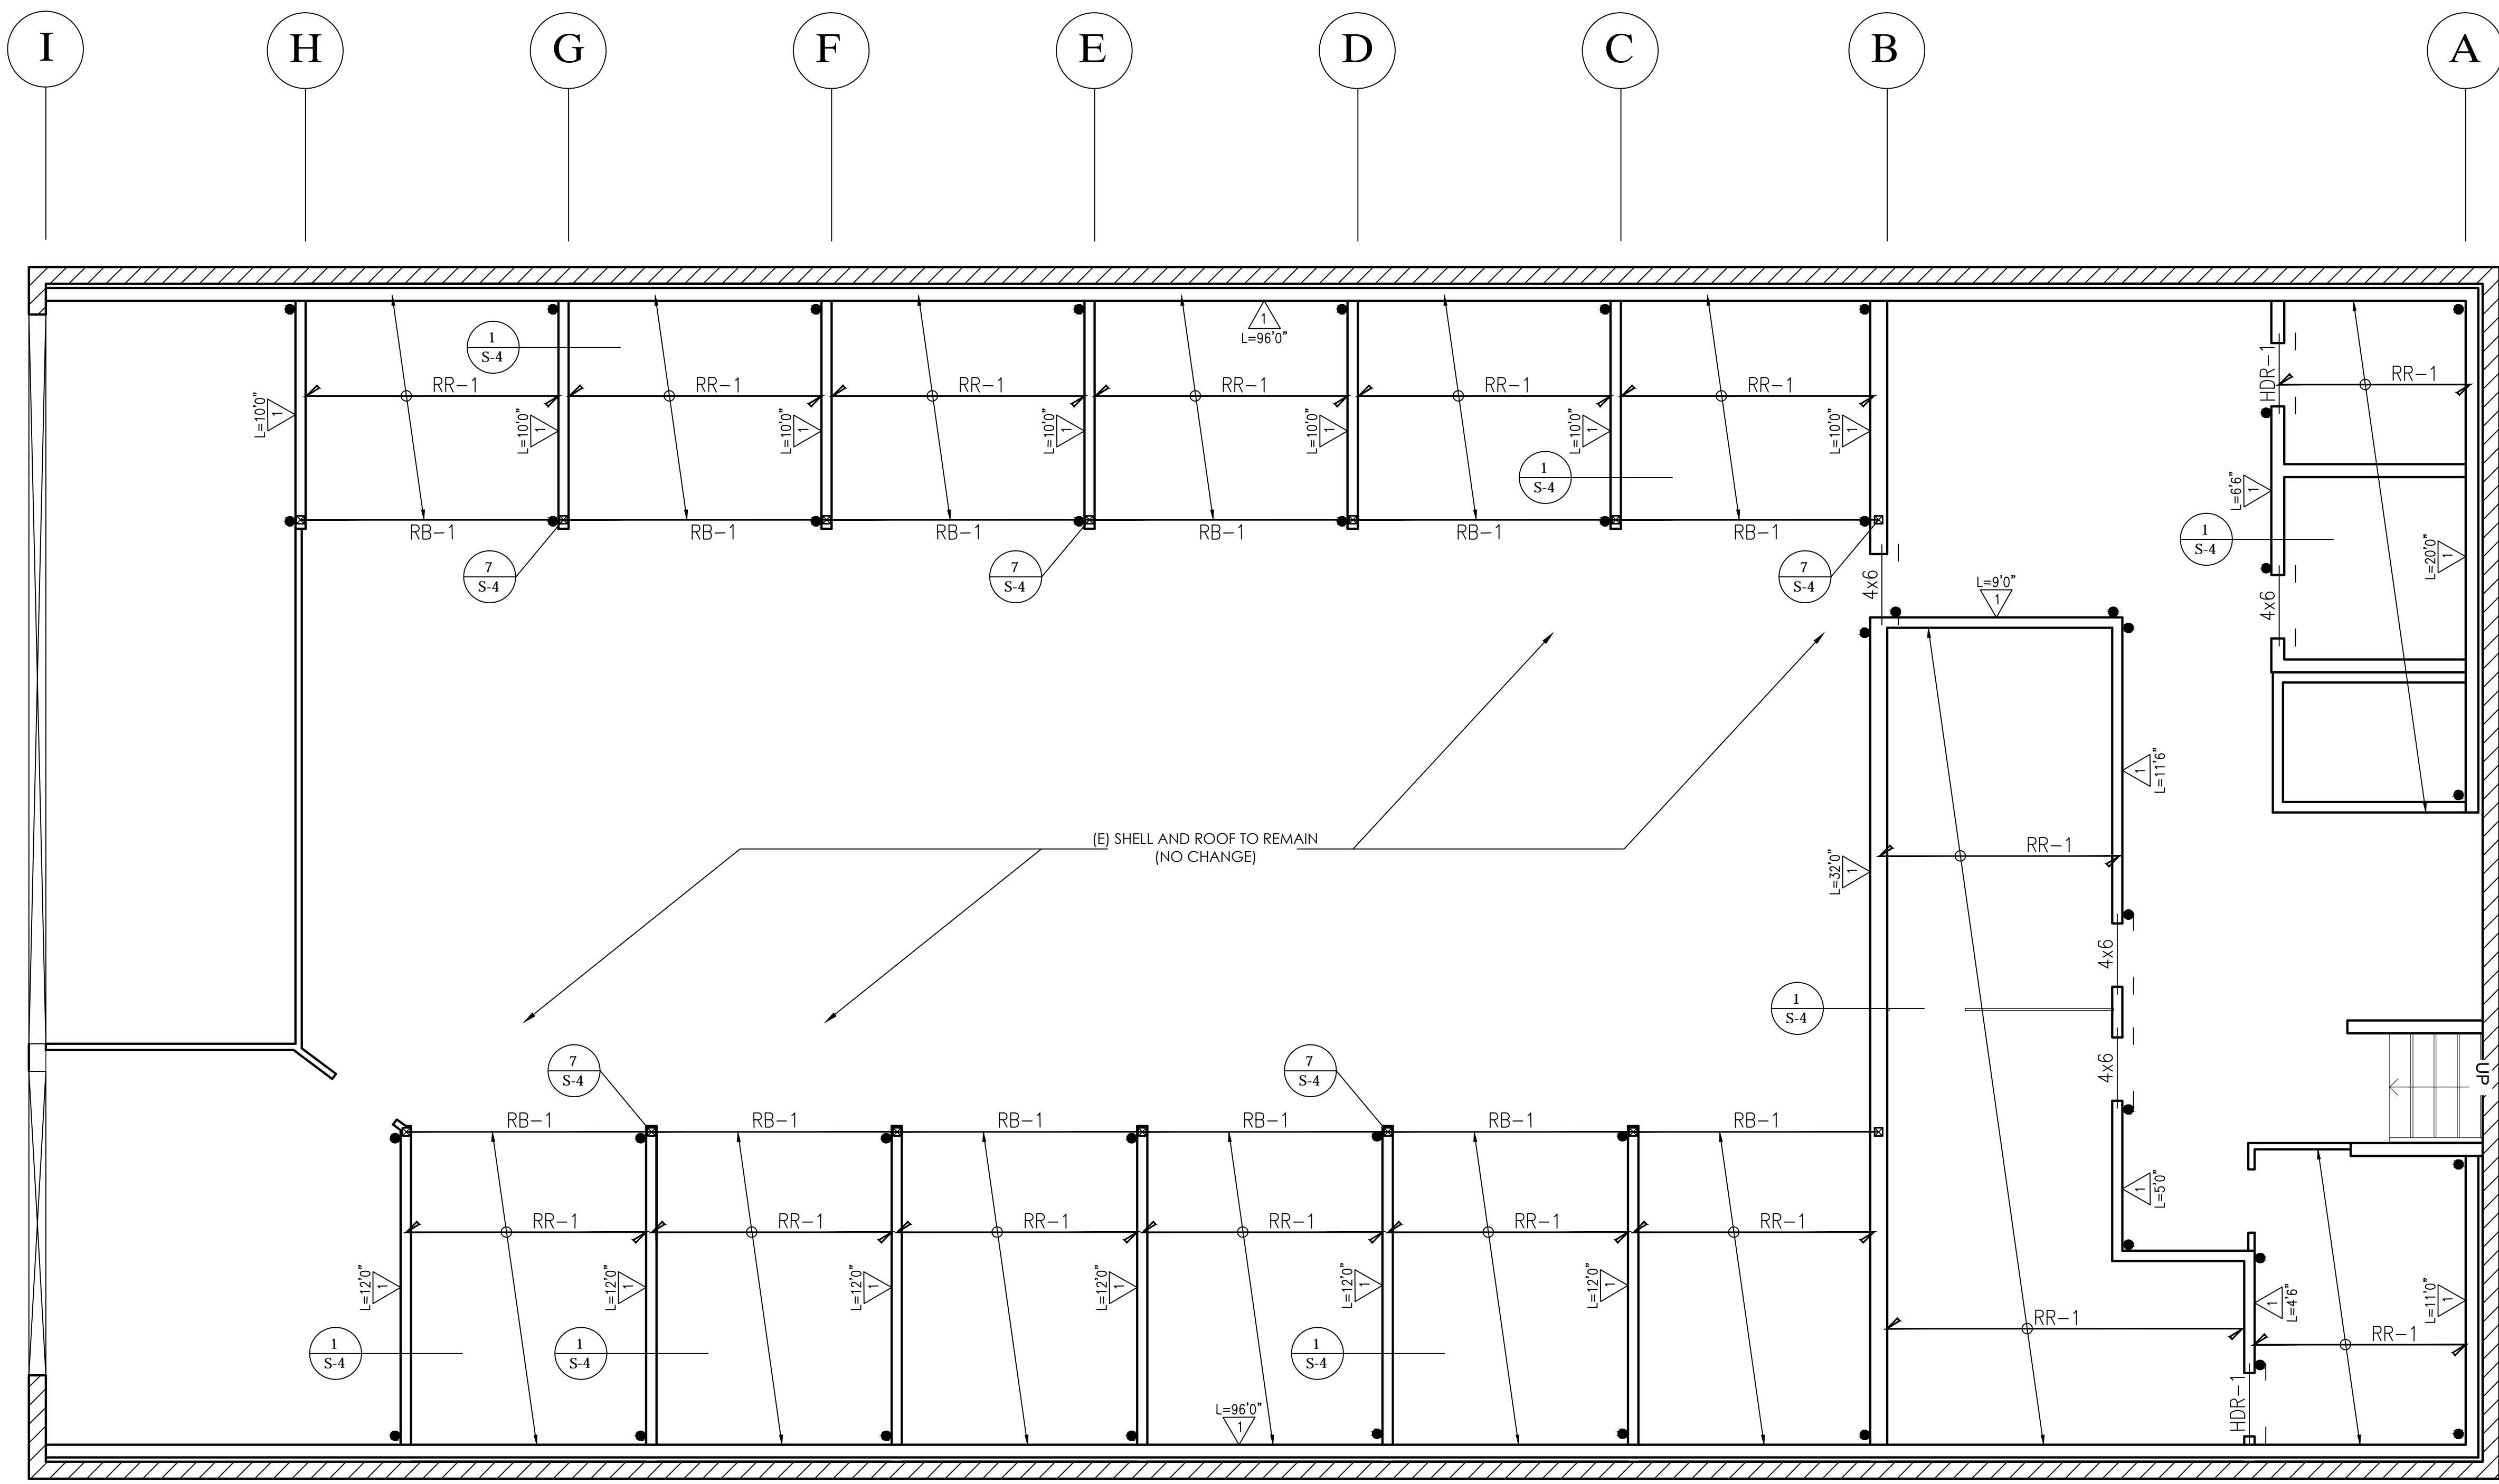 I H G F E D C B A
1
L=96'0"
1
S-4
RR-1 RR-1 RR-1 RR-1 RR-1 RR-1 RR-1
HDR-1
L=10'0" 1
L=10'0" 1
L=10'0" 1
L=10'0" 1
L=10'0" 1
L=10'0" 1
L=10'0" 1
1
S-4
L=6'6" 1
RB-1 RB-1 RB-1 RB-1 RB-1 RB-1
1
S-4
L=20'0" 1
7
S-4
7
S-4
7
S-4
4x6
L=9'0"
1
4x6
L=11'6" 1
(E) SHELL AND ROOF TO REMAIN
(NO CHANGE)
L=32'0" 1
RR-1
4x6
1
S-4
4x6
UP
7
S-4
7
S-4
RB-1 RB-1 RB-1 RB-1 RB-1 RB-1
L=5'0" 1
RR-1 RR-1 RR-1 RR-1 RR-1 RR-1
L=12'0" 1
L=12'0" 1
L=12'0" 1
L=12'0" 1
L=12'0" 1
L=12'0" 1
L=4'6" 1
L=11'0" 1
RR-1
RR-1
1
S-4
1
S-4
1
S-4
HDR-1
L=96'0"
1